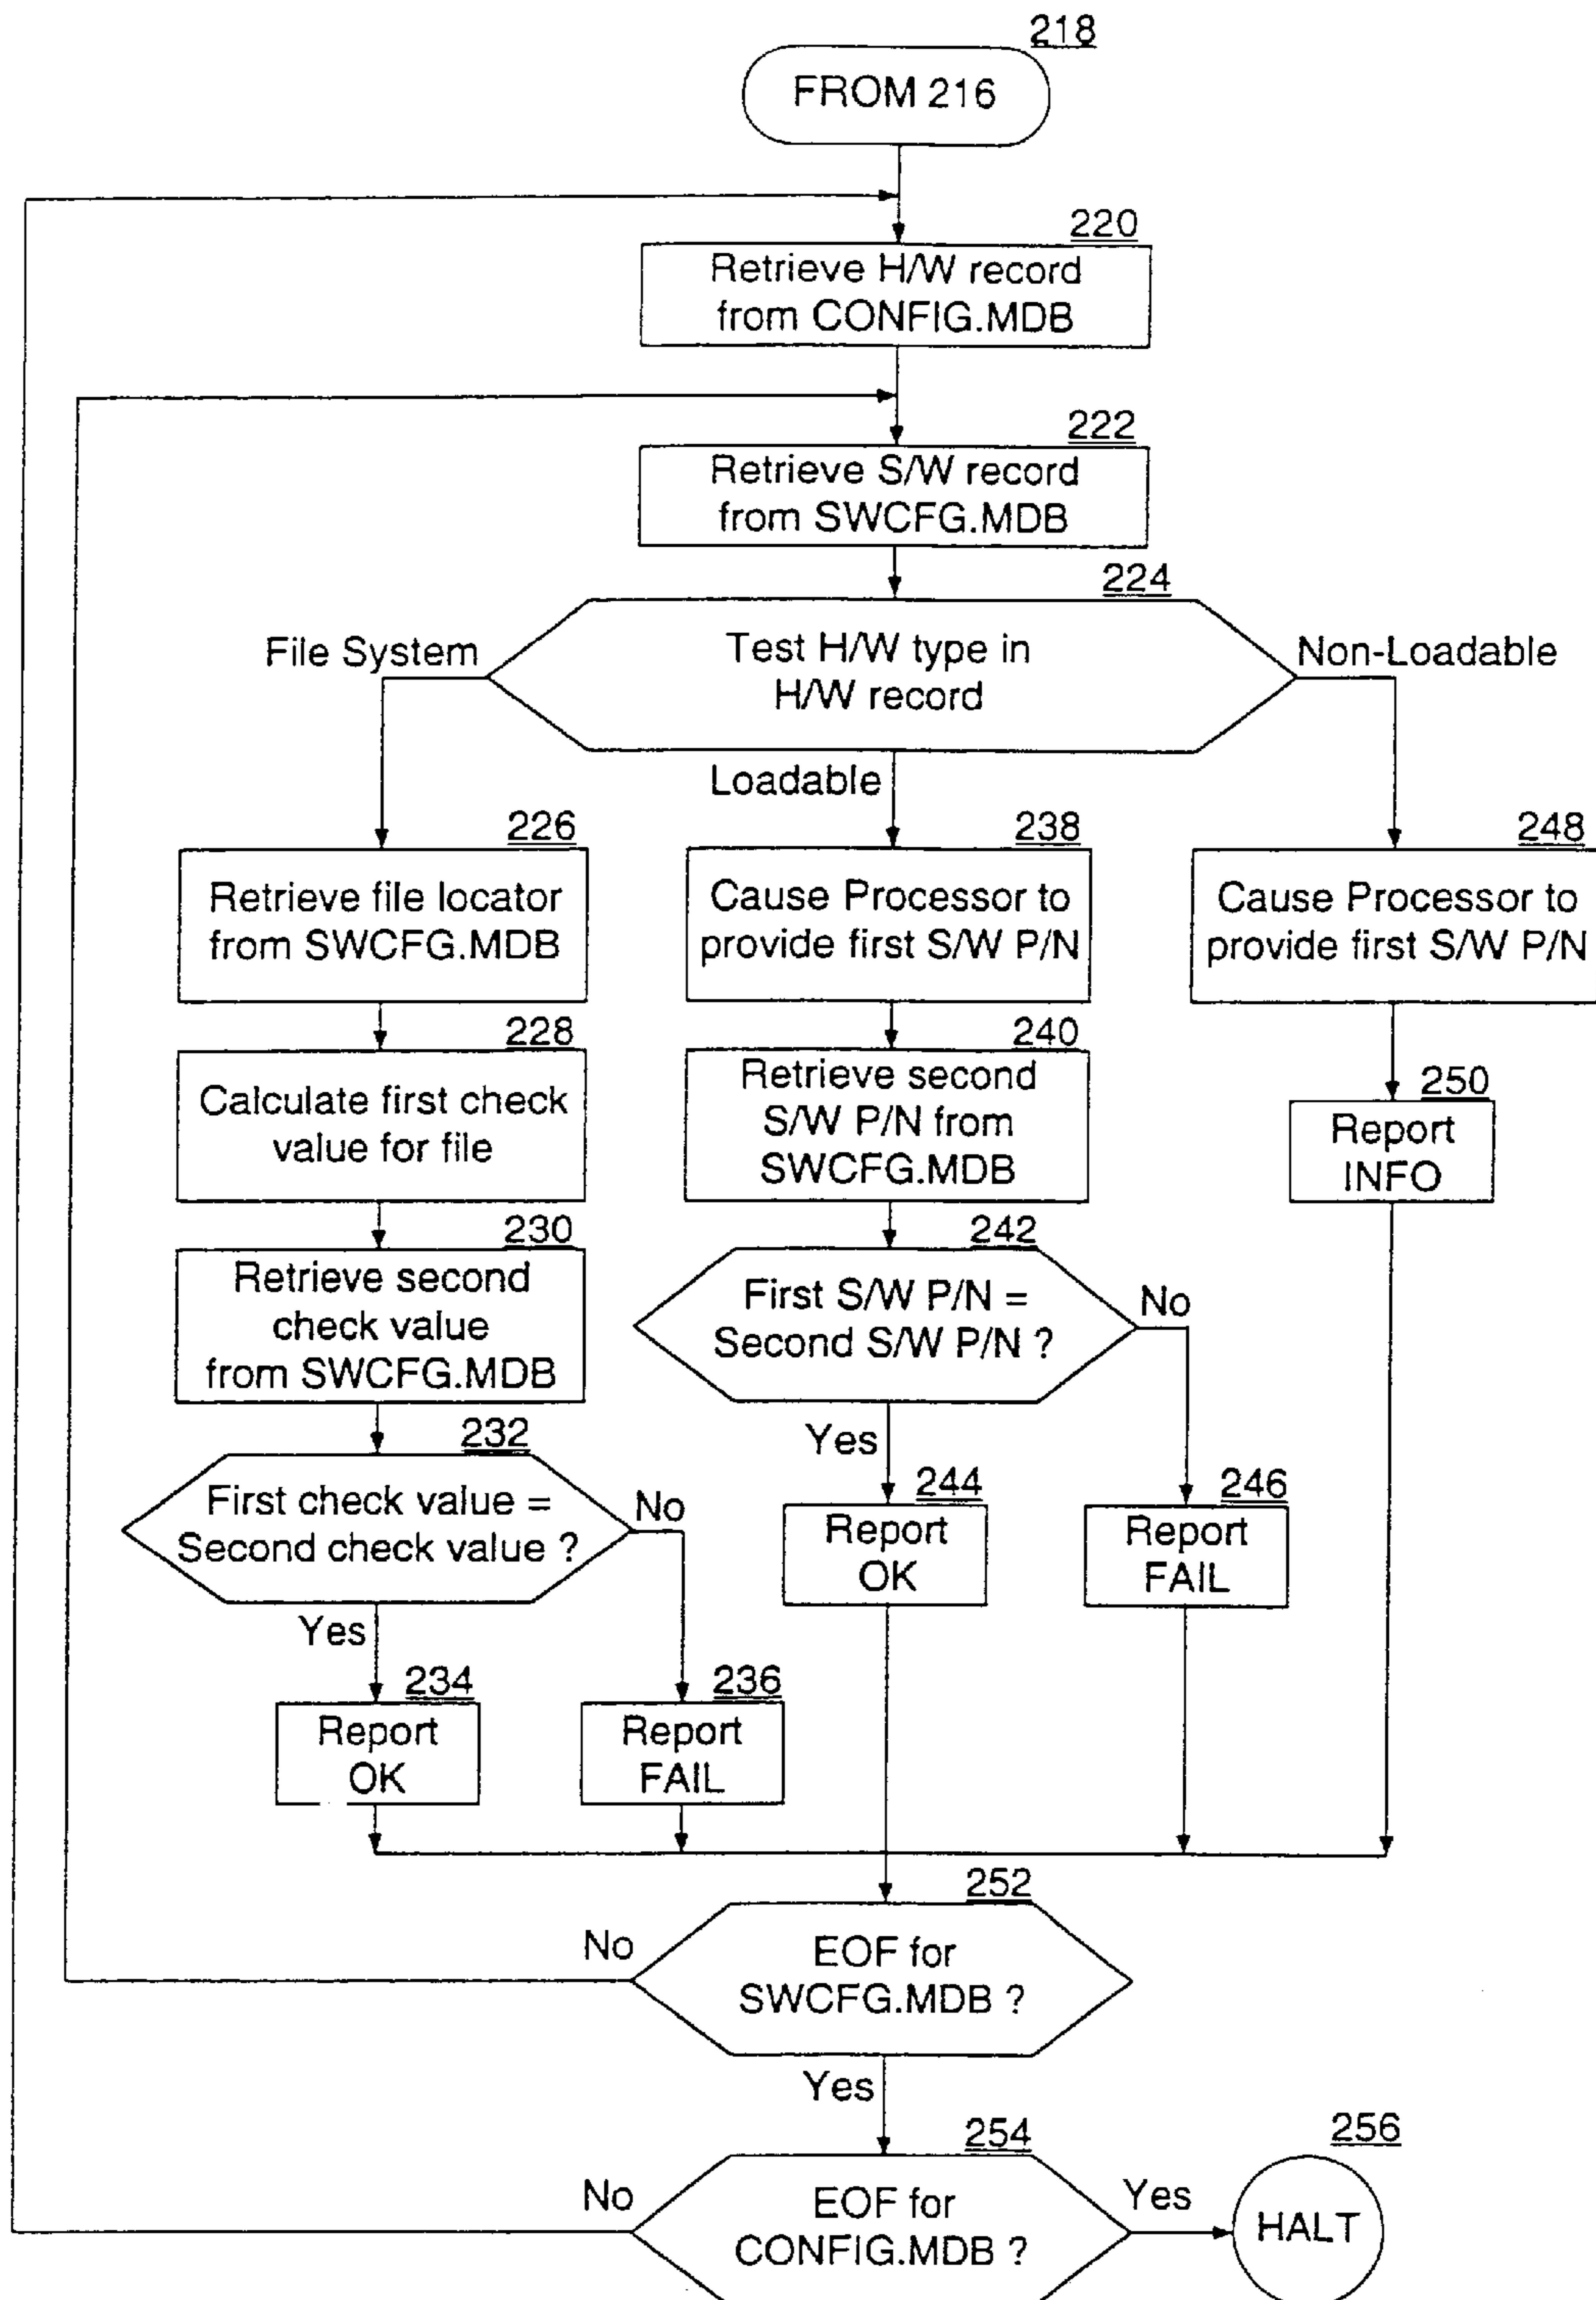 218
FROM 216
220
Retrieve H/W record
from CONFIG.MDB
222
Retrieve S/W record
from SWCFG.MDB
224
File System
Test H/W type in
H/W record
Non-Loadable
Loadable
226
Retrieve file locator
from SWCFG.MDB
238
Cause Processor to
provide first S/W P/N
248
Cause Processor to
provide first S/W P/N
228
Calculate first check
value for file
240
Retrieve second
S/W P/N from
SWCFG.MDB
250
Report
INFO
230
Retrieve second
check value
from SWCFG.MDB
242
First S/W P/N =
Second S/W P/N ?
No
Yes
232
First check value =
Second check value ?
No
Yes
244
Report
OK
246
Report
FAIL
234
Report
OK
236
Report
FAIL
252
No
EOF for
SWCFG.MDB ?
Yes
254
No
EOF for
CONFIG.MDB ?
Yes
256
HALT